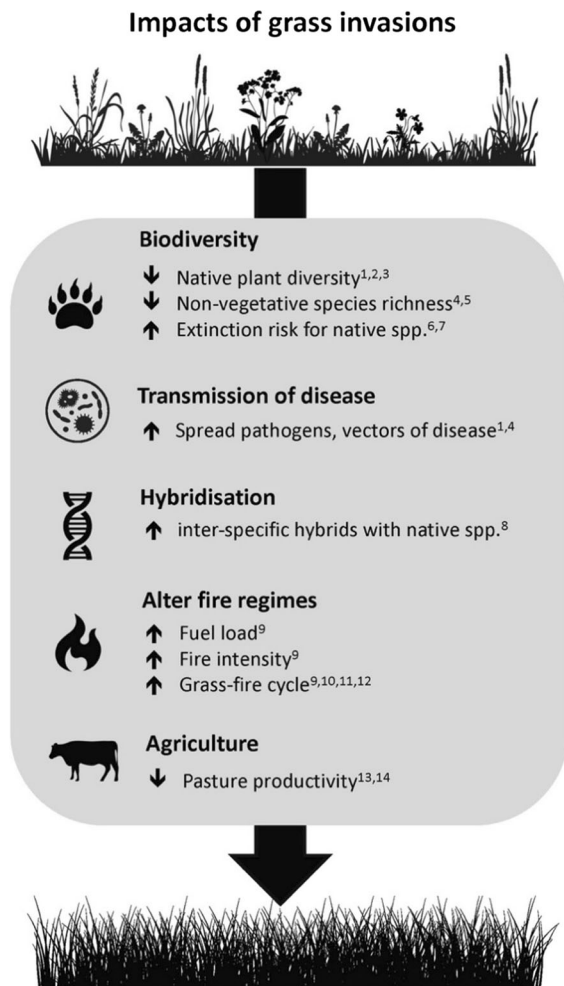 Impacts of grass invasions
Biodiversity
↓ Native plant diversity¹,²,³
↓ Non-vegetative species richness⁴,⁵
↑ Extinction risk for native spp.⁶,⁷
Transmission of disease
↑ Spread pathogens, vectors of disease¹,⁴
Hybridisation
↑ inter-specific hybrids with native spp.⁸
Alter fire regimes
↑ Fuel load⁹
↑ Fire intensity⁹
↑ Grass-fire cycle⁹,¹⁰,¹¹,¹²
Agriculture
↓ Pasture productivity¹³,¹⁴